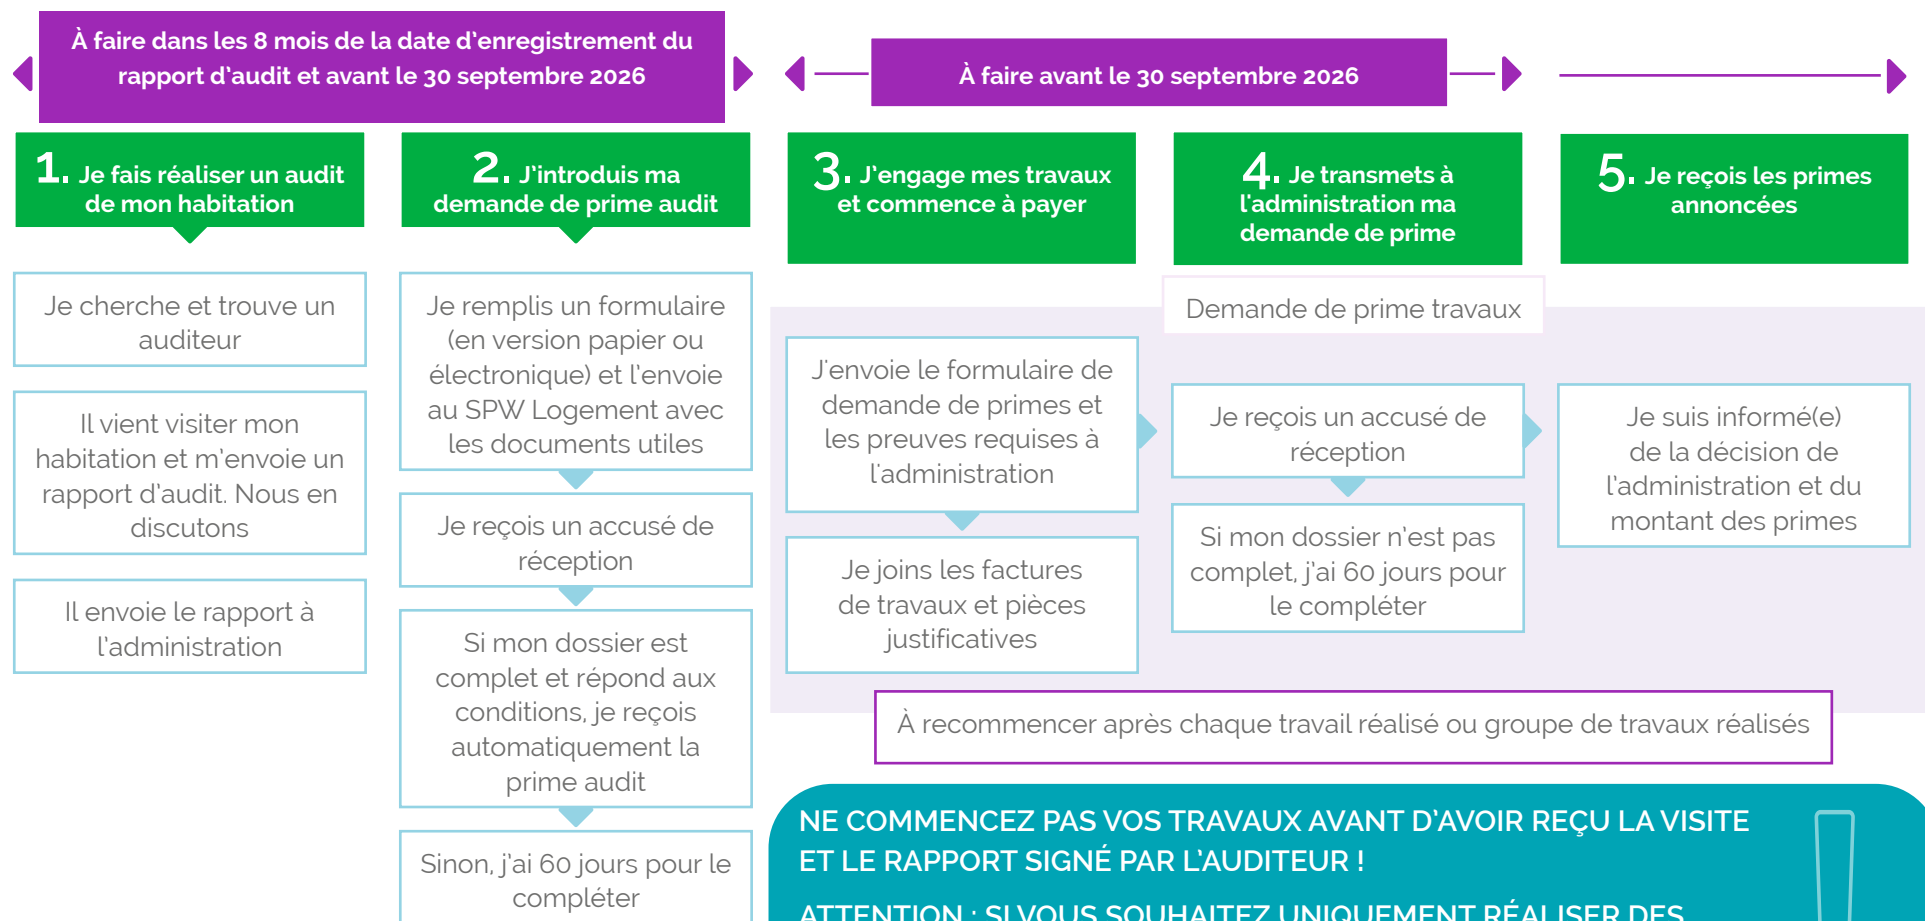 À faire dans les 8 mois de la date d'enregistrement du
rapport d'audit et avant le 30 septembre 2026
À faire avant le 30 septembre 2026
1. Je fais réaliser un audit
de mon habitation
Je cherche et trouve un
auditeur
Il vient visiter mon
habitation et m'envoie un
rapport d'audit. Nous en
discutons
Il envoie le rapport à
l'administration
2. J'introduis ma
demande de prime audit
Je remplis un formulaire
(en version papier ou
électronique) et l'envoie
au SPW Logement avec
les documents utiles
Je reçois un accusé de
réception
Si mon dossier est
complet et répond aux
conditions, je reçois
automatiquement la
prime audit
Sinon, j'ai 60 jours pour le
compléter
3. J'engage mes travaux
et commence à payer
4. Je transmets à
l'administration ma
demande de prime
5. Je reçois les primes
annoncées
Demande de prime travaux
J'envoie le formulaire de
demande de primes et
les preuves requises à
l'administration
Je joins les factures
de travaux et pièces
justificatives
Je reçois un accusé de
réception
Si mon dossier n'est pas
complet, j'ai 60 jours pour
le compléter
Je suis informé(e)
de la décision de
l'administration et du
montant des primes
À recommencer après chaque travail réalisé ou groupe de travaux réalisés
NE COMMENCEZ PAS VOS TRAVAUX AVANT D'AVOIR REÇU LA VISITE
ET LE RAPPORT SIGNÉ PAR L'AUDITEUR !
ATTENTION : SI VOUS SOUHAITEZ UNIQUEMENT RÉALISER DES